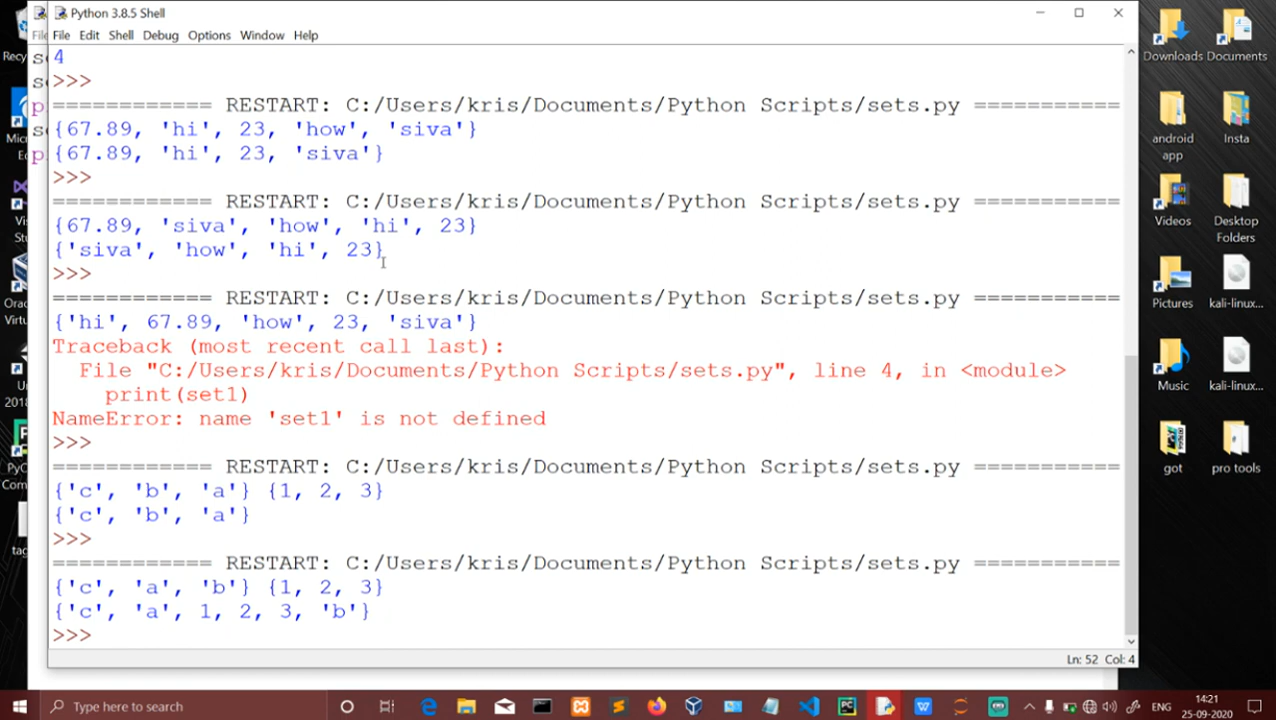 Python 3.8.5 Shell
File Edit Shell Debug Options Window Help
4
>>>
============ RESTART: C:/Users/kris/Documents/Python Scripts/sets.py ===========
{67.89, 'hi', 23, 'how', 'siva'}
{67.89, 'hi', 23, 'siva'}
>>>
============ RESTART: C:/Users/kris/Documents/Python Scripts/sets.py ===========
{67.89, 'siva', 'how', 'hi', 23}
{'siva', 'how', 'hi', 23}
>>>
============ RESTART: C:/Users/kris/Documents/Python Scripts/sets.py ===========
{'hi', 67.89, 'how', 23, 'siva'}
Traceback (most recent call last):
File "C:/Users/kris/Documents/Python Scripts/sets.py", line 4, in <module>
print(set1)
NameError: name 'set1' is not defined
>>>
============ RESTART: C:/Users/kris/Documents/Python Scripts/sets.py ===========
{'c', 'b', 'a'} {1, 2, 3}
{'c', 'b', 'a'}
>>>
============ RESTART: C:/Users/kris/Documents/Python Scripts/sets.py ===========
{'c', 'a', 'b'} {1, 2, 3}
{'c', 'a', 1, 2, 3, 'b'}
>>>
Ln: 52 Col: 4
Downloads Documents
android
app
Insta
Videos
Desktop
Folders
Pictures
kali-linux...
Music
kali-linux...
got
pro tools
Type here to search
ENG
14:21
25-09-2020